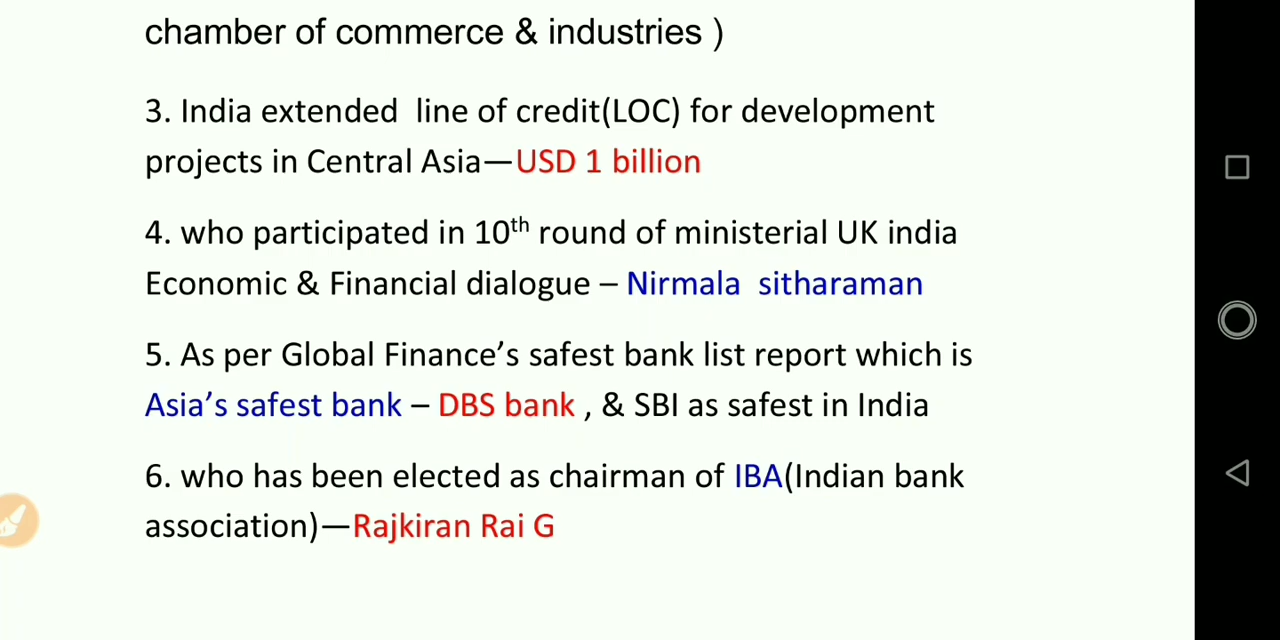 chamber of commerce & industries )
3. India extended  line of credit(LOC) for development
projects in Central Asia—USD 1 billion
4. who participated in 10th round of ministerial UK india
Economic & Financial dialogue – Nirmala  sitharaman
5. As per Global Finance’s safest bank list report which is
Asia’s safest bank – DBS bank , & SBI as safest in India
6. who has been elected as chairman of IBA(Indian bank
association)—Rajkiran Rai G